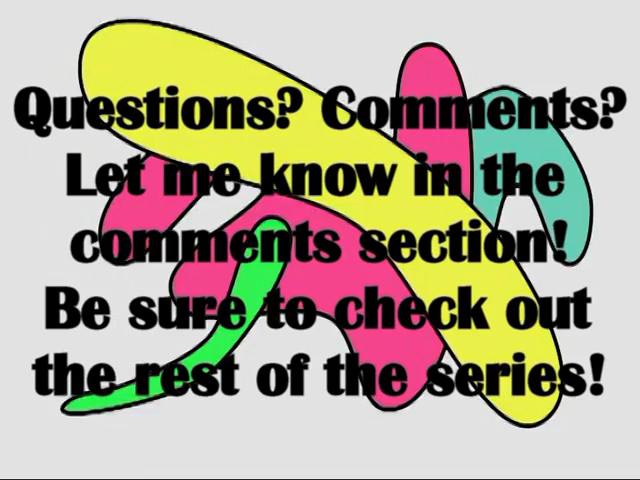 Questions? Comments?
Let me know in the
comments section!
Be sure to check out
the rest of the series!